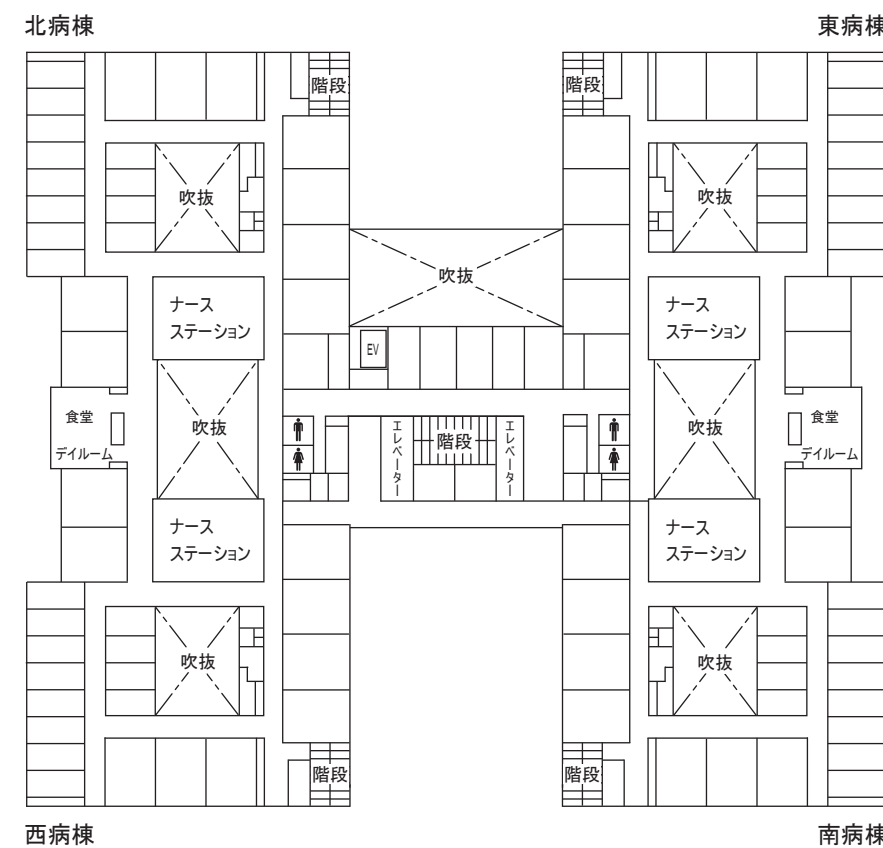 北病棟
東病棟
階段
階段
吹抜
吹抜
吹抜
ナース
ステーション
ナース
ステーション
EV
食堂
デイルーム
吹抜
エレベーター
階段
エレベーター
吹抜
食堂
デイルーム
ナース
ステーション
ナース
ステーション
吹抜
吹抜
階段
階段
西病棟
南病棟